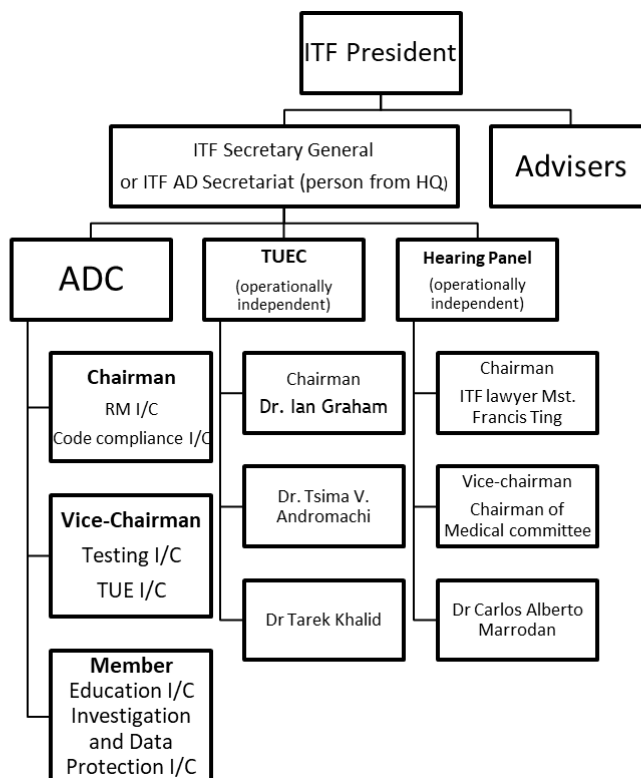 ITF President
ITF Secretary General
or ITF AD Secretariat (person from HQ)
Advisers
ADC
TUEC
(operationally
independent)
Hearing Panel
(operationally
independent)
Chairman
RM I/C
Code compliance I/C
Vice-Chairman
Testing I/C
TUE I/C
Member
Education I/C
Investigation
and Data
Protection I/C
Chairman
Dr. Ian Graham
Dr. Tsima V.
Andromachi
Dr Tarek Khalid
Chairman
ITF lawyer Mst.
Francis Ting
Vice-chairman
Chairman of
Medical committee
Dr Carlos Alberto
Marrodan